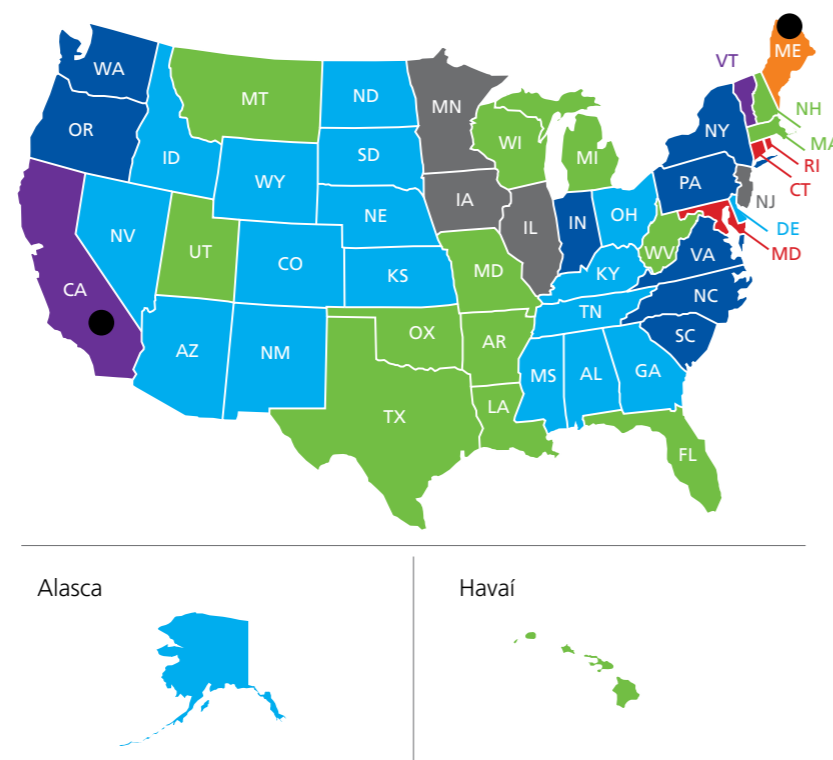 WA
MT
ND
MN
ME
VT
OR
ID
WY
SD
WI
MI
NY
NH
MA
RI
CT
NV
UT
CO
NE
IA
IL
IN
OH
PA
NJ
DE
MD
CA
KS
MD
KY
WV
VA
AZ
NM
OX
AR
TN
NC
SC
TX
LA
MS
AL
GA
FL
Alasca
Havaí